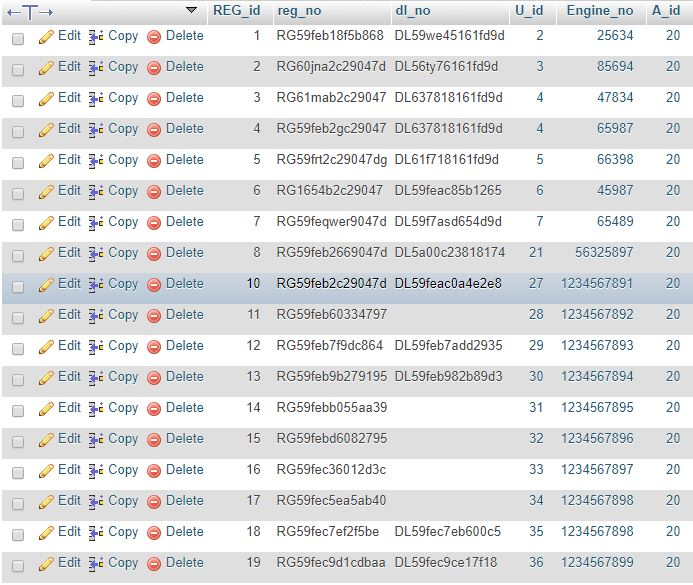 REG_id reg_no dl_no U_id Engine_no A_id
Edit Copy Delete 1 RG59feb18f5b868 DL59we45161fd9d 2 25634 20
Edit Copy Delete 2 RG60jna2c29047d DL56ty76161fd9d 3 85694 20
Edit Copy Delete 3 RG61mab2c29047 DL637818161fd9d 4 47834 20
Edit Copy Delete 4 RG59feb2gc29047 DL637818161fd9d 4 65987 20
Edit Copy Delete 5 RG59frt2c29047dg DL61f718161fd9d 5 66398 20
Edit Copy Delete 6 RG1654b2c29047 DL59feac85b1265 6 45987 20
Edit Copy Delete 7 RG59feqwer9047d DL59f7asd654d9d 7 65489 20
Edit Copy Delete 8 RG59feb2669047d DL5a00c23818174 21 56325897 20
Edit Copy Delete 10 RG59feb2c29047d DL59feac0a4e2e8 27 1234567891 20
Edit Copy Delete 11 RG59feb60334797 28 1234567892 20
Edit Copy Delete 12 RG59feb7f9dc864 DL59feb7add2935 29 1234567893 20
Edit Copy Delete 13 RG59feb9b279195 DL59feb982b89d3 30 1234567894 20
Edit Copy Delete 14 RG59febb055aa39 31 1234567895 20
Edit Copy Delete 15 RG59febd6082795 32 1234567896 20
Edit Copy Delete 16 RG59fec36012d3c 33 1234567897 20
Edit Copy Delete 17 RG59fec5ea5ab40 34 1234567898 20
Edit Copy Delete 18 RG59fec7ef2f5be DL59fec7eb600c5 35 1234567898 20
Edit Copy Delete 19 RG59fec9d1cdbaa DL59fec9ce17f18 36 1234567899 20